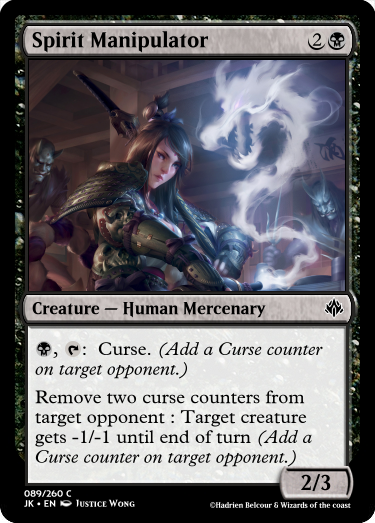 Spirit Manipulator 2
Creature — Human Mercenary
, : Curse. (Add a Curse counter
on target opponent.)
Remove two curse counters from
target opponent : Target creature
gets -1/-1 until end of turn (Add a
Curse counter on target opponent.)
2/3
089/260 C
JK • EN Justice Wong
©Hadrien Belcour & Wizards of the coast